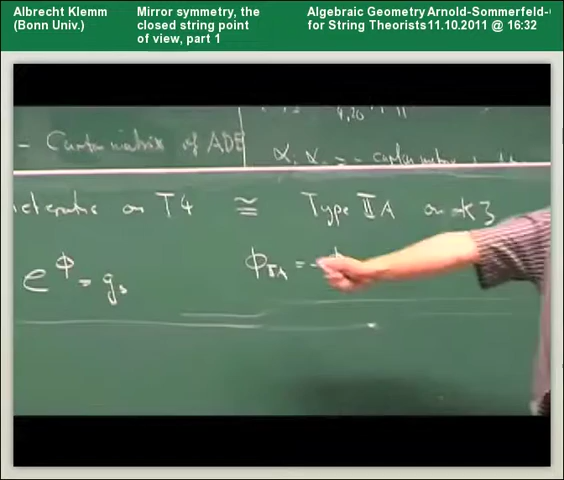 Albrecht Klemm (Bonn Univ.)
Mirror symmetry, the closed string point of view, part 1
Algebraic Geometry for String Theorists
Arnold-Sommerfeld-
11.10.2011 @ 16:32
- Cartan matrix of ADE
heterotic on T4 ≅ Type IIA on K3
e^ϕ = g_s
ϕ_IIA = -ϕ